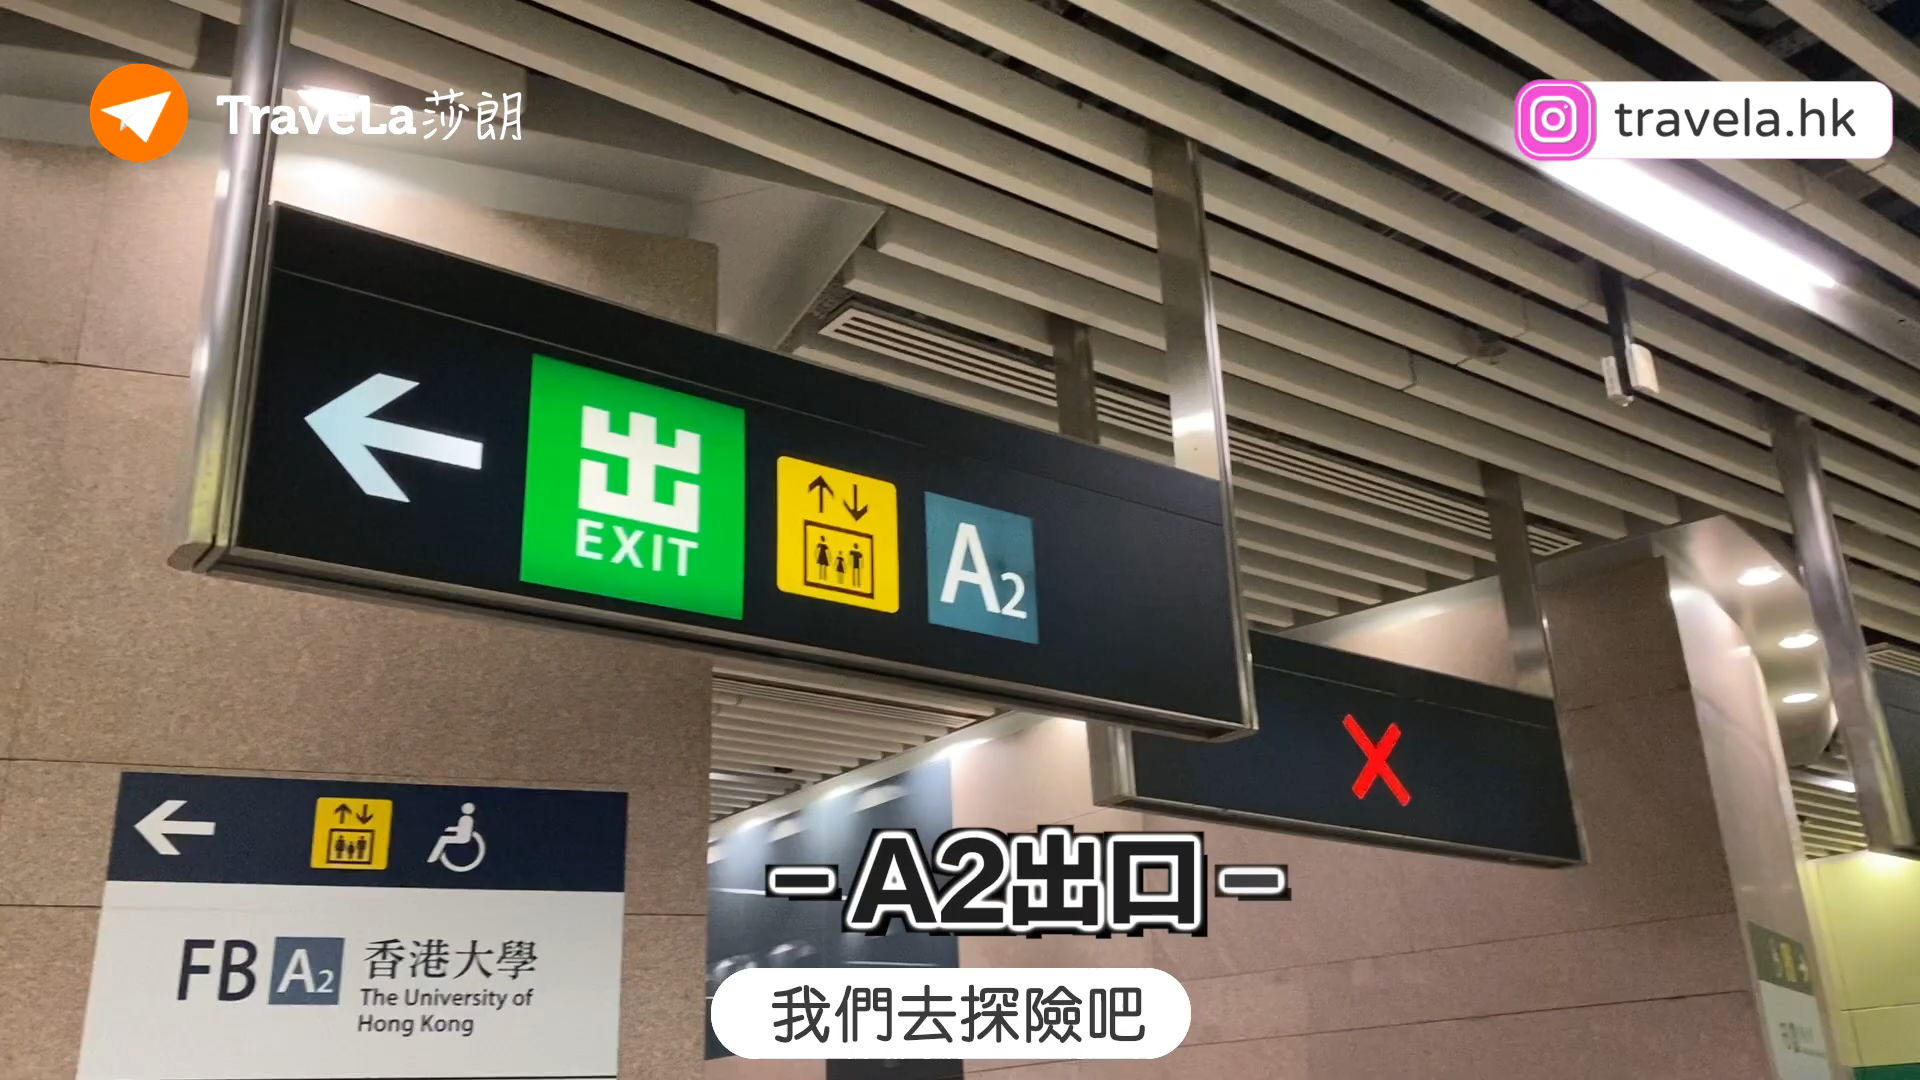 TraveLa莎朗
travela.hk
出
EXIT
A2
X
FB A2 香港大學
The University of
Hong Kong
–A2出口–
我們去探險吧